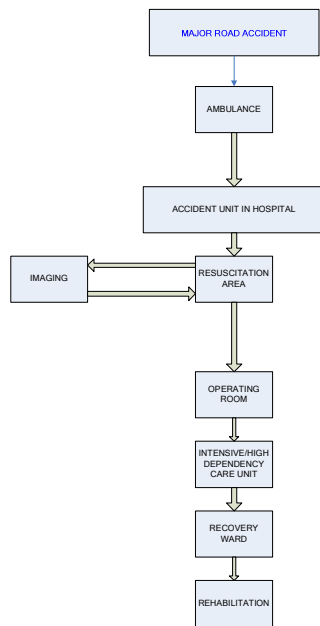 MAJOR ROAD ACCIDENT
AMBULANCE
ACCIDENT UNIT IN HOSPITAL
IMAGING
RESUSCITATION
AREA
OPERATING
ROOM
INTENSIVE/HIGH
DEPENDENCY
CARE UNIT
RECOVERY
WARD
REHABILITATION